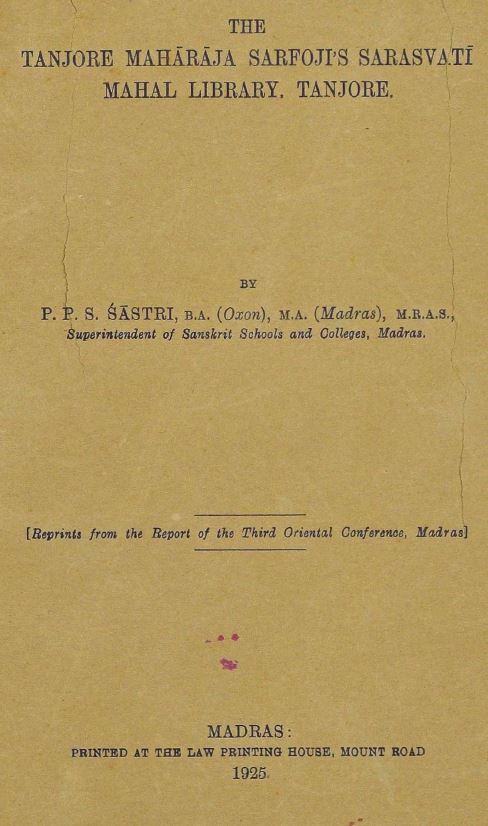 THE
TANJORE MAHĀRĀJA SARFOJI'S SARASVATĪ
MAHAL LIBRARY. TANJORE.
BY
P. P. S. ŚĀSTRI, B.A. (Oxon), M.A. (Madras), M.R.A.S.,
Superintendent of Sanskrit Schools and Colleges, Madras.
[Reprints from the Report of the Third Oriental Conference, Madras]
MADRAS:
PRINTED AT THE LAW PRINTING HOUSE, MOUNT ROAD
1925.